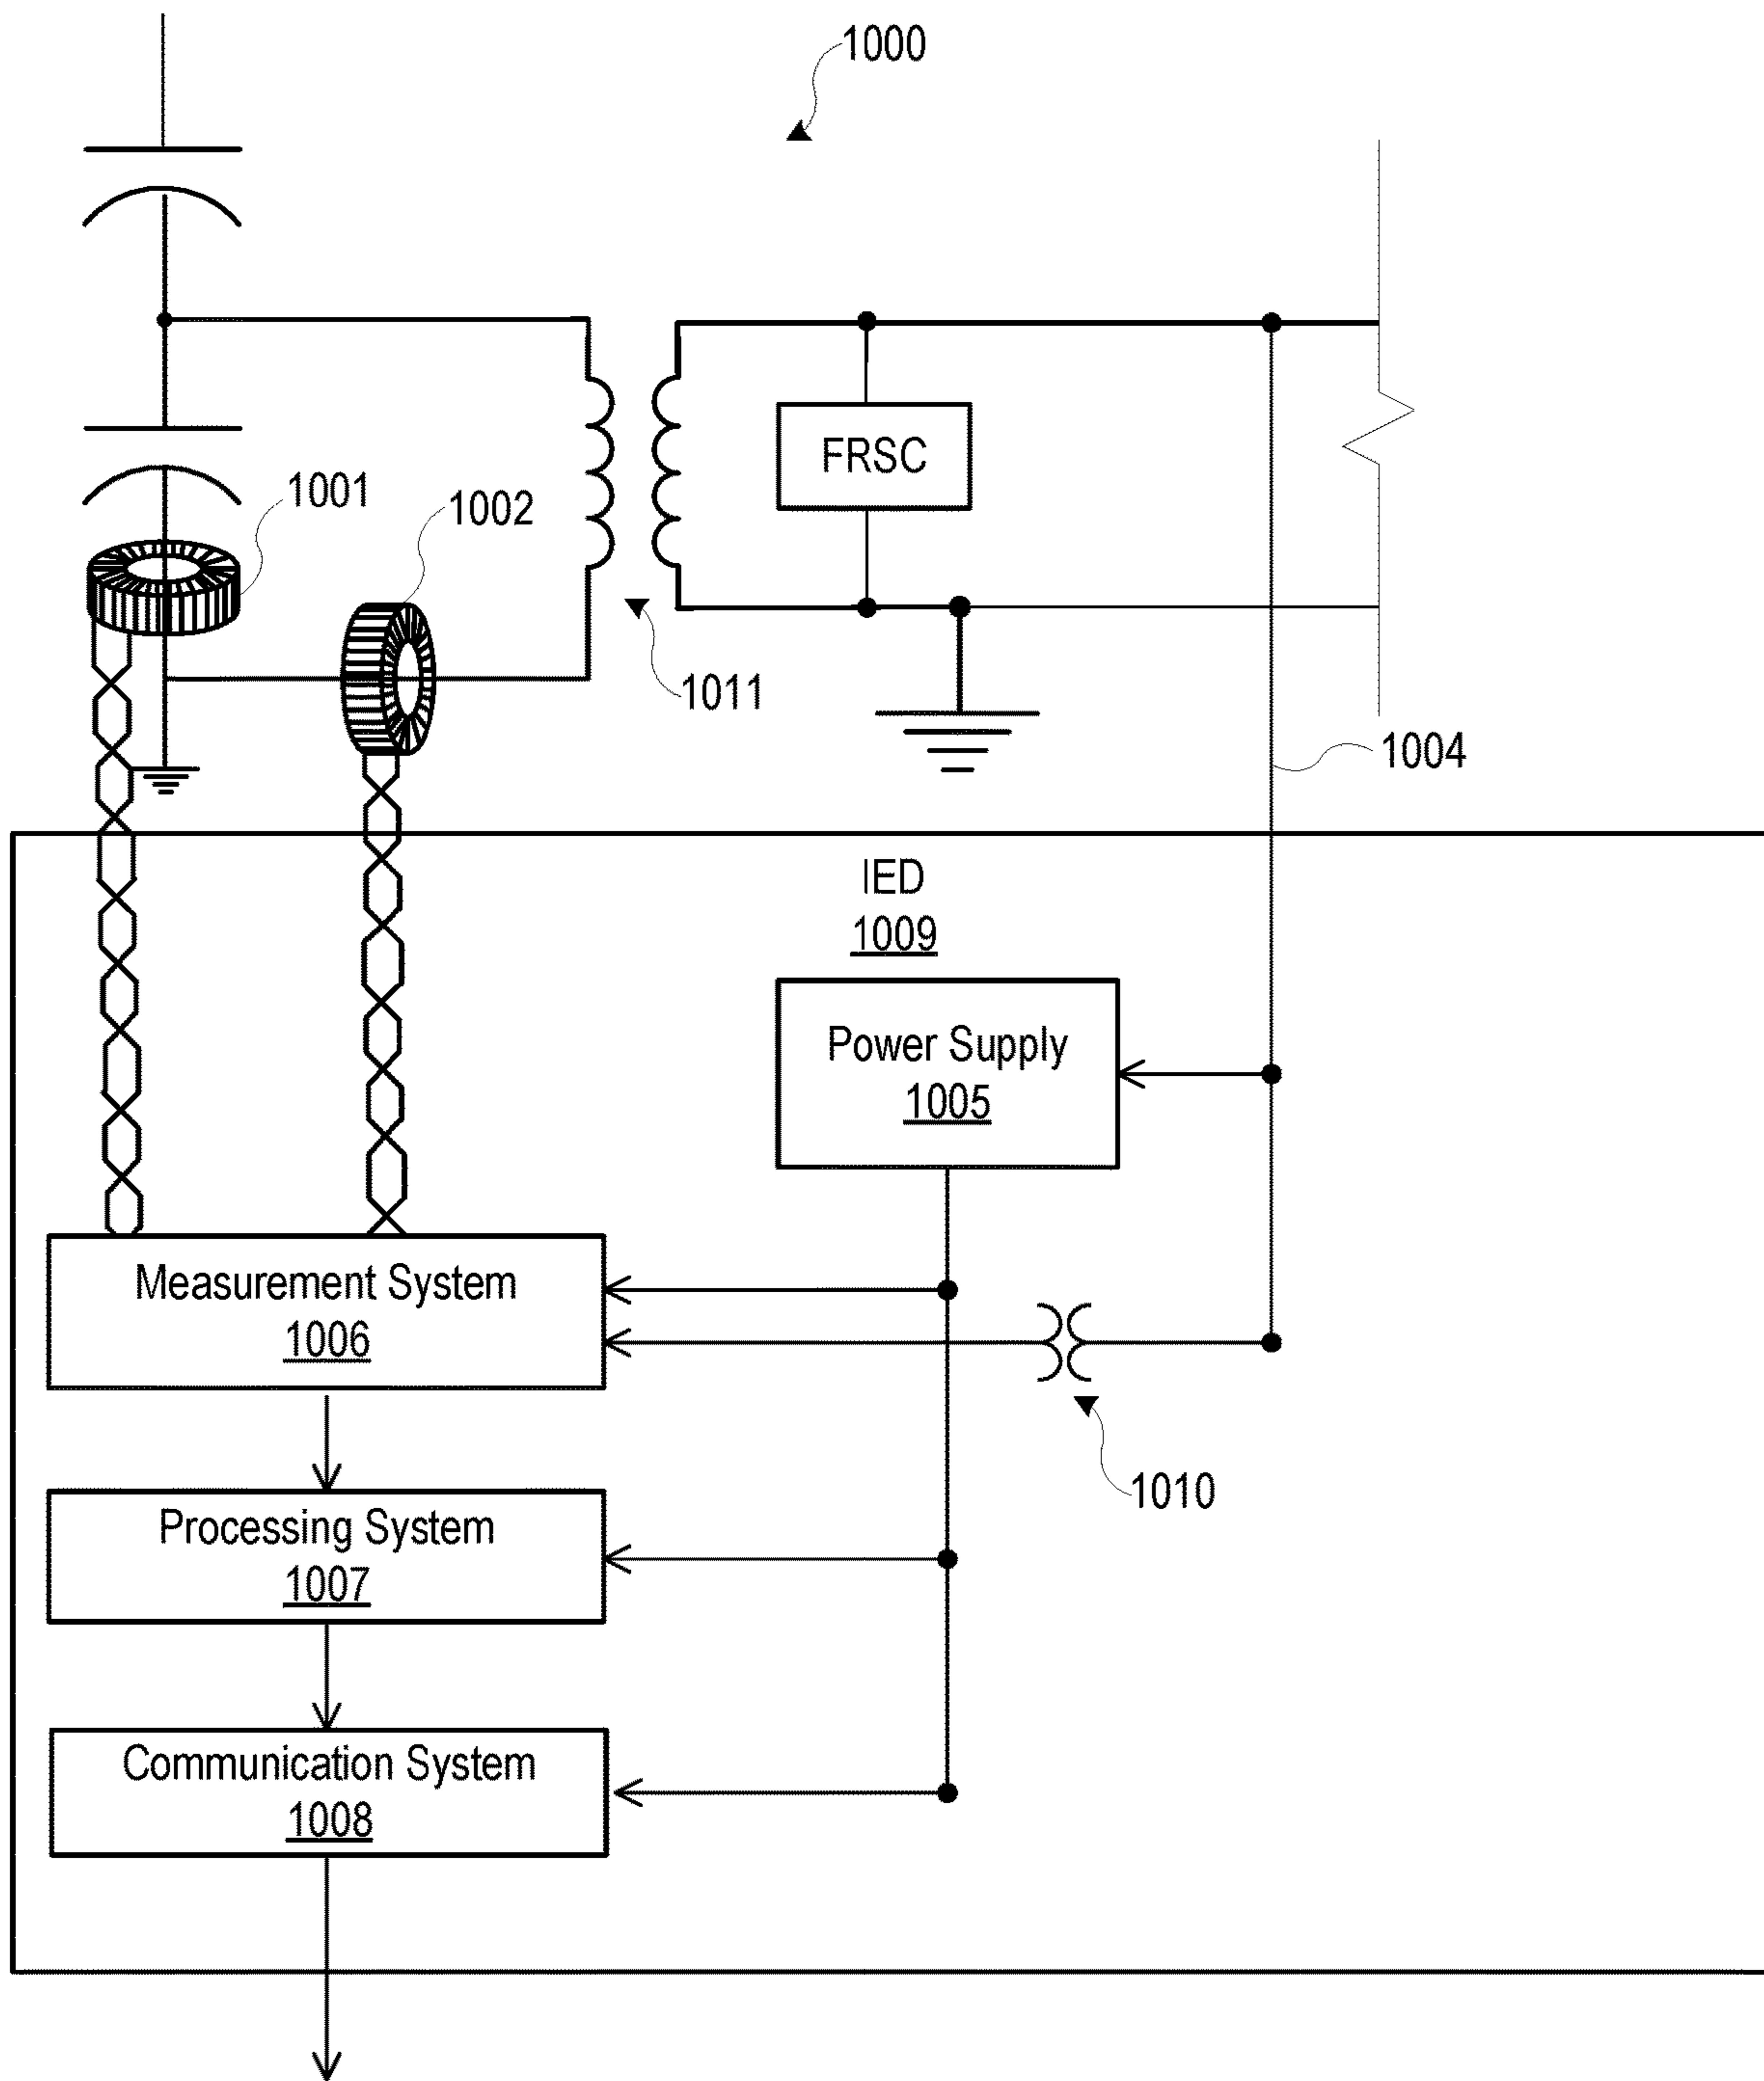 1000
FRSC
1001
1002
1011
1004
IED
1009
Power Supply
1005
Measurement System
1006
1010
Processing System
1007
Communication System
1008